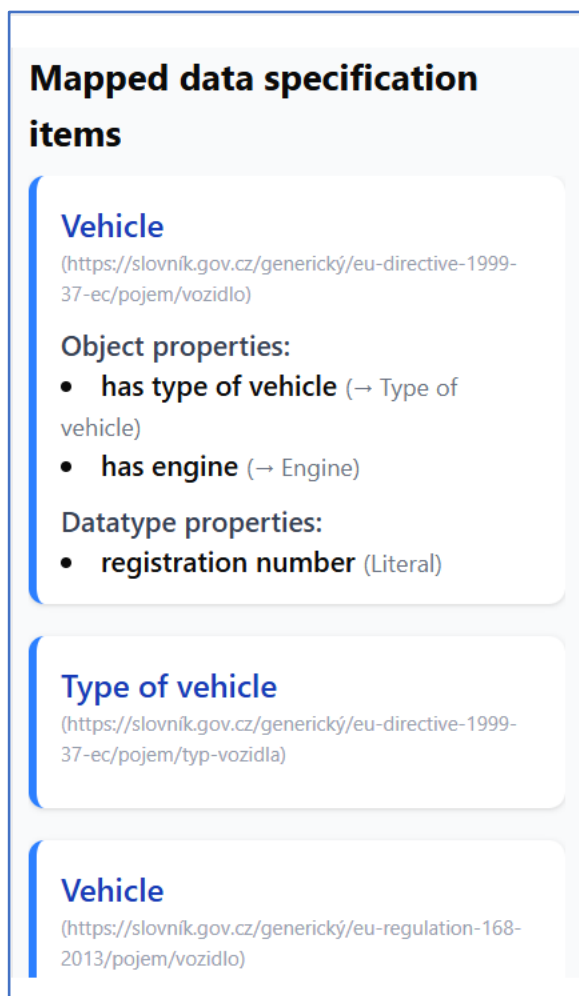 Mapped data specification
items
Vehicle
(https://slovník.gov.cz/generický/eu-directive-1999-
37-ec/pojem/vozidlo)
Object properties:
• has type of vehicle (→ Type of
vehicle)
• has engine (→ Engine)
Datatype properties:
• registration number (Literal)
Type of vehicle
(https://slovník.gov.cz/generický/eu-directive-1999-
37-ec/pojem/typ-vozidla)
Vehicle
(https://slovník.gov.cz/generický/eu-regulation-168-
2013/pojem/vozidlo)